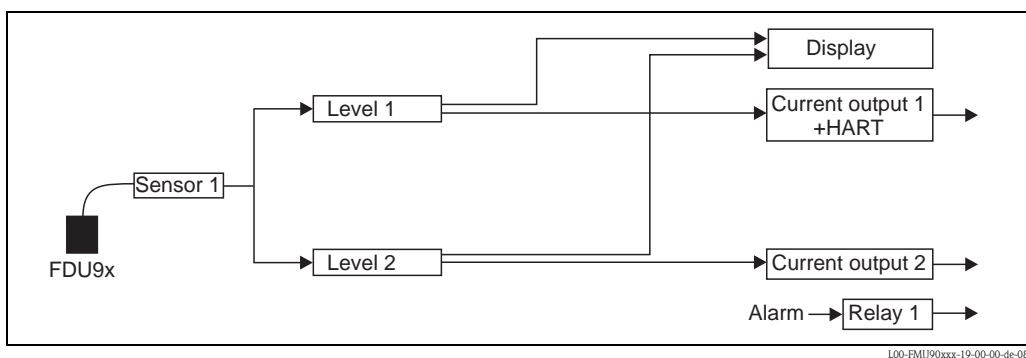 Display
Level 1
Current output 1
+HART
Sensor 1
FDU9x
Level 2
Current output 2
Alarm
Relay 1
L00-FMU90xxx-19-00-00-de-08